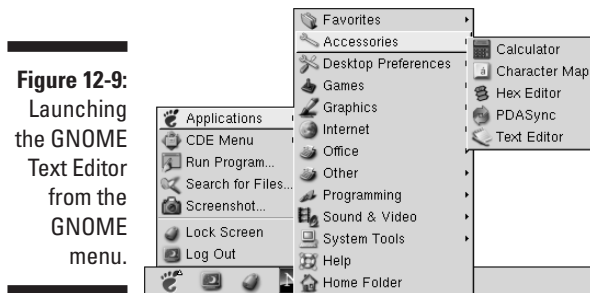 Figure 12-9:
Launching
the GNOME
Text Editor
from the
GNOME
menu.
Applications
CDE Menu
Run Program...
Search for Files...
Screenshot...
Lock Screen
Log Out
Favorites
Accessories
Desktop Preferences
Games
Graphics
Internet
Office
Other
Programming
Sound & Video
System Tools
Help
Home Folder
Calculator
Character Map
Hex Editor
PDASync
Text Editor